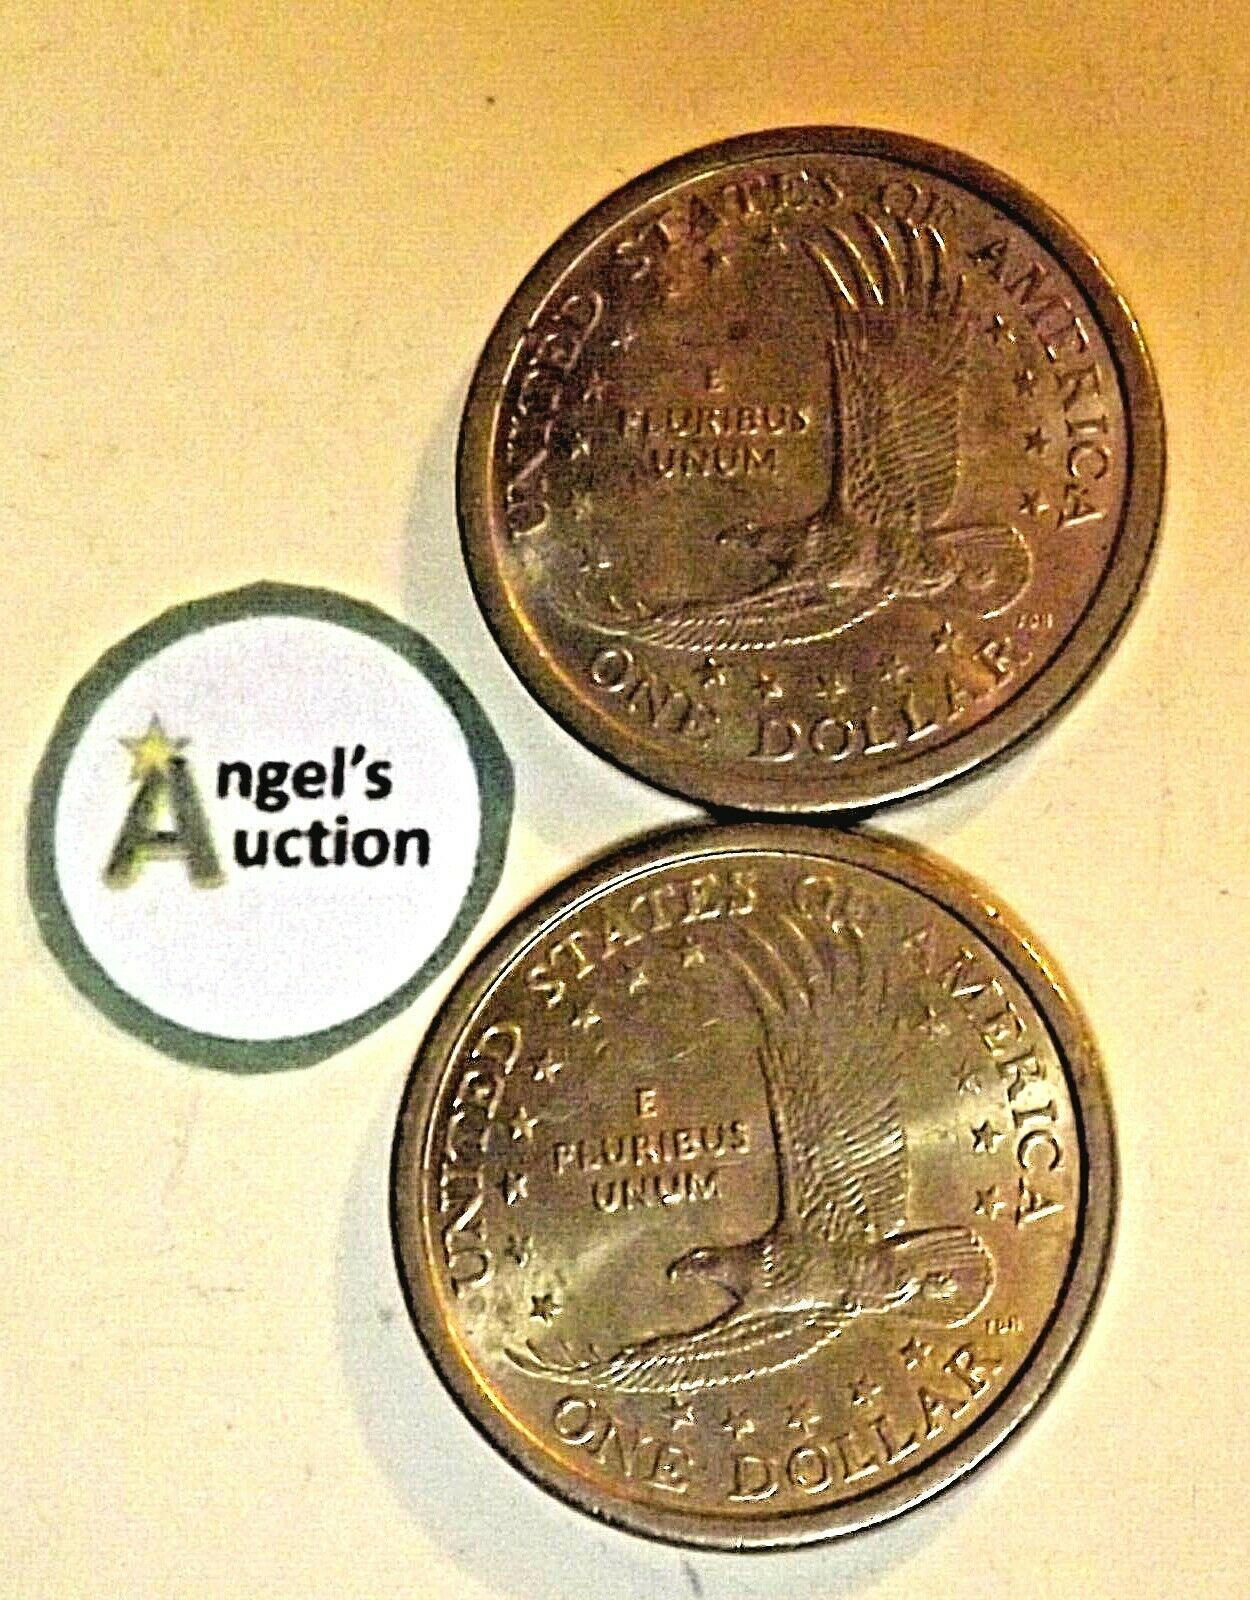 UNITED STATES OF AMERICA
E
PLURIBUS
UNUM
ONE DOLLAR
Angel's
Auction
UNITED STATES OF AMERICA
E
PLURIBUS
UNUM
ONE DOLLAR